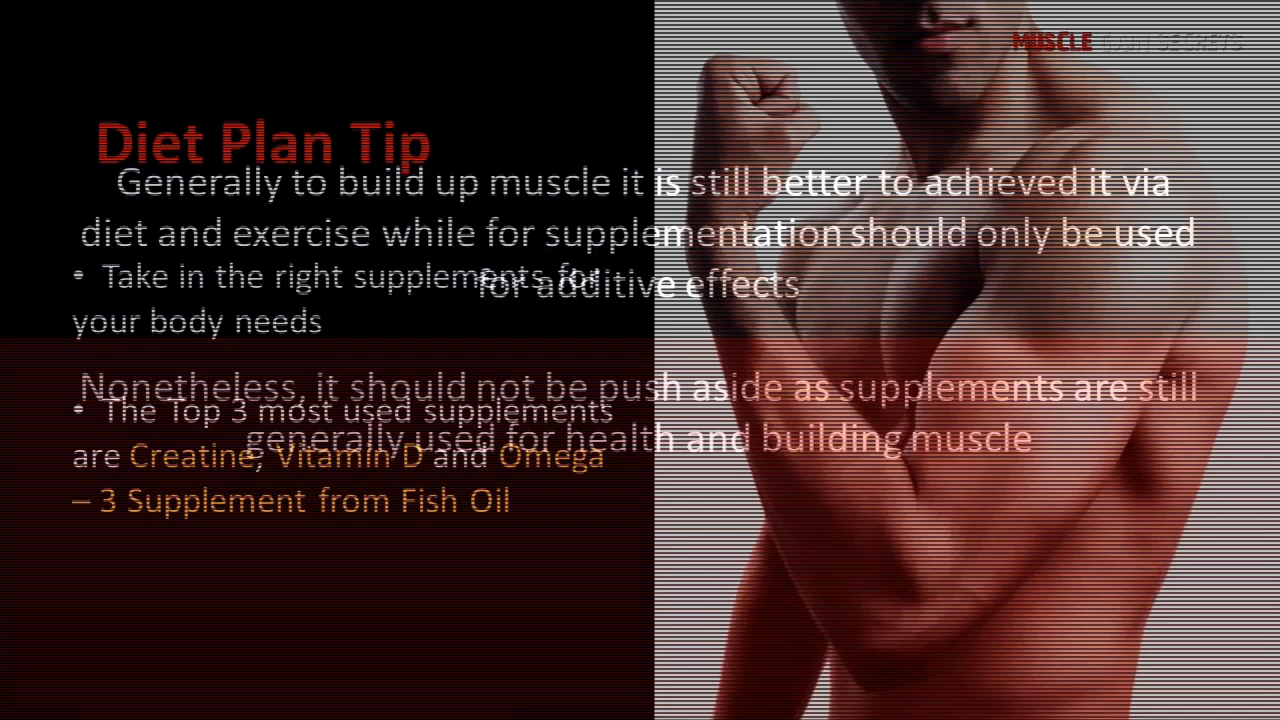 MUSCLE GAIN SECRETS
Diet Plan Tip
Generally to build up muscle it is still better to achieved it via
diet and exercise while for supplementation should only be used
for additive effects
• Take in the right supplements for
your body needs
Nonetheless, it should not be push aside as supplements are still
generally used for health and building muscle
• The Top 3 most used supplements
are Creatine, Vitamin D and Omega
– 3 Supplement from Fish Oil